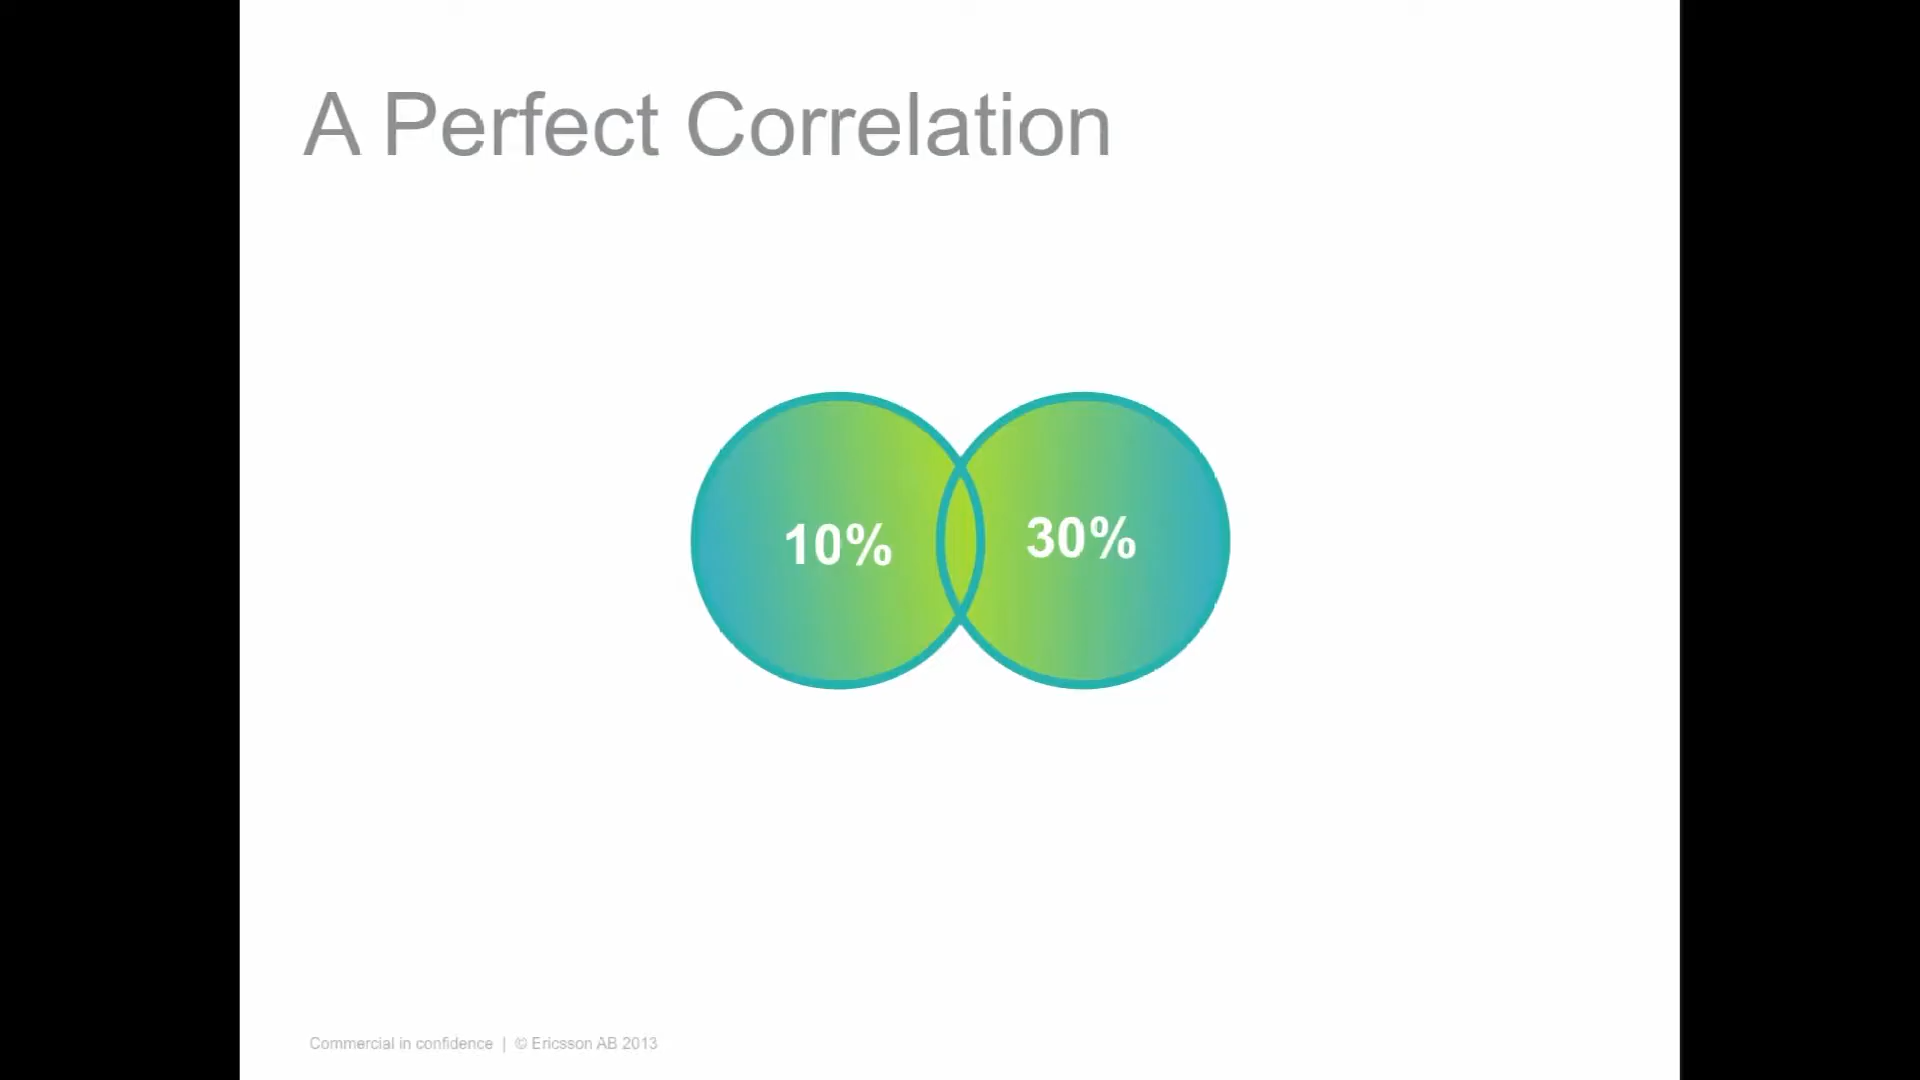 A Perfect Correlation
10%
30%
Commercial in confidence | © Ericsson AB 2013